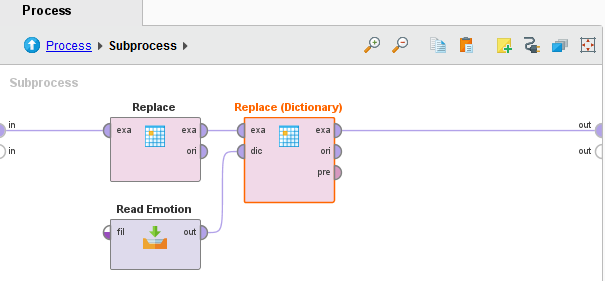 Process
Process ▸ Subprocess ▸
Subprocess
Replace
Replace (Dictionary)
in exa exa exa exa out
in ori dic ori out
pre
Read Emotion
fil out